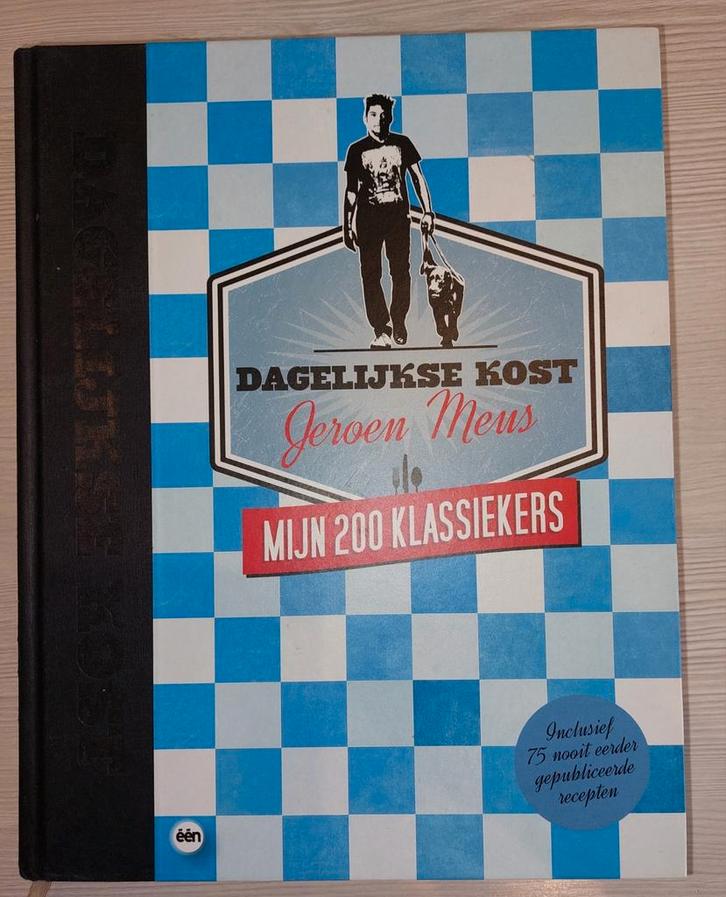 DAGELIJKSE KOST
DAGELIJKSE KOST
Jeroen Meus
MIJN 200 KLASSIEKERS
Inclusief
75 nooit eerder
gepubliceerde
recepten
één